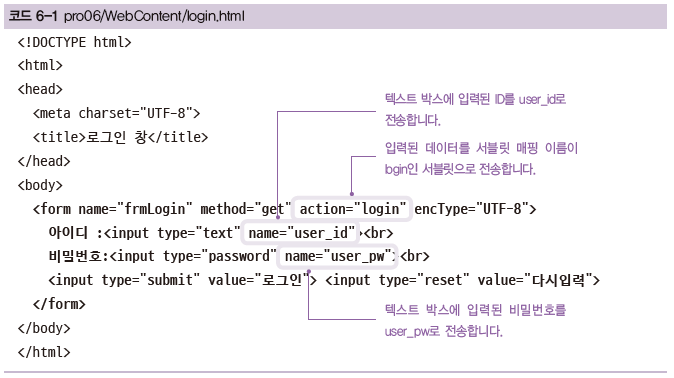 코드 6-1 pro06/WebContent/login.html
<!DOCTYPE html>
<html>
<head>
<meta charset="UTF-8">
<title>로그인 창</title>
</head>
<body>
<form name="frmLogin" method="get" action="login" encType="UTF-8">
아이디 :<input type="text" name="user_id"><br>
비밀번호:<input type="password" name="user_pw"><br>
<input type="submit" value="로그인"> <input type="reset" value="다시입력">
</form>
</body>
</html>
텍스트 박스에 입력된 ID를 user_id로
전송합니다.
입력된 데이터를 서블릿 매핑 이름이
login인 서블릿으로 전송합니다.
텍스트 박스에 입력된 비밀번호를
user_pw로 전송합니다.